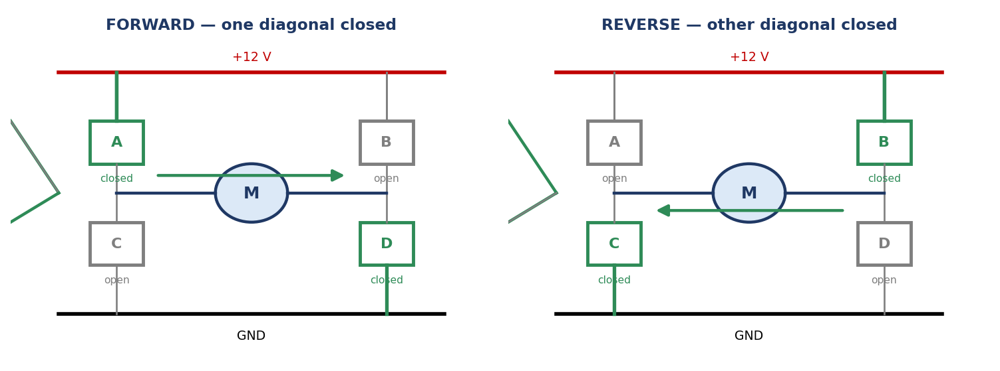 FORWARD — one diagonal closed
+12 V
A
B
closed
open
M
C
D
open
closed
GND
REVERSE — other diagonal closed
+12 V
A
B
open
closed
M
C
D
closed
open
GND